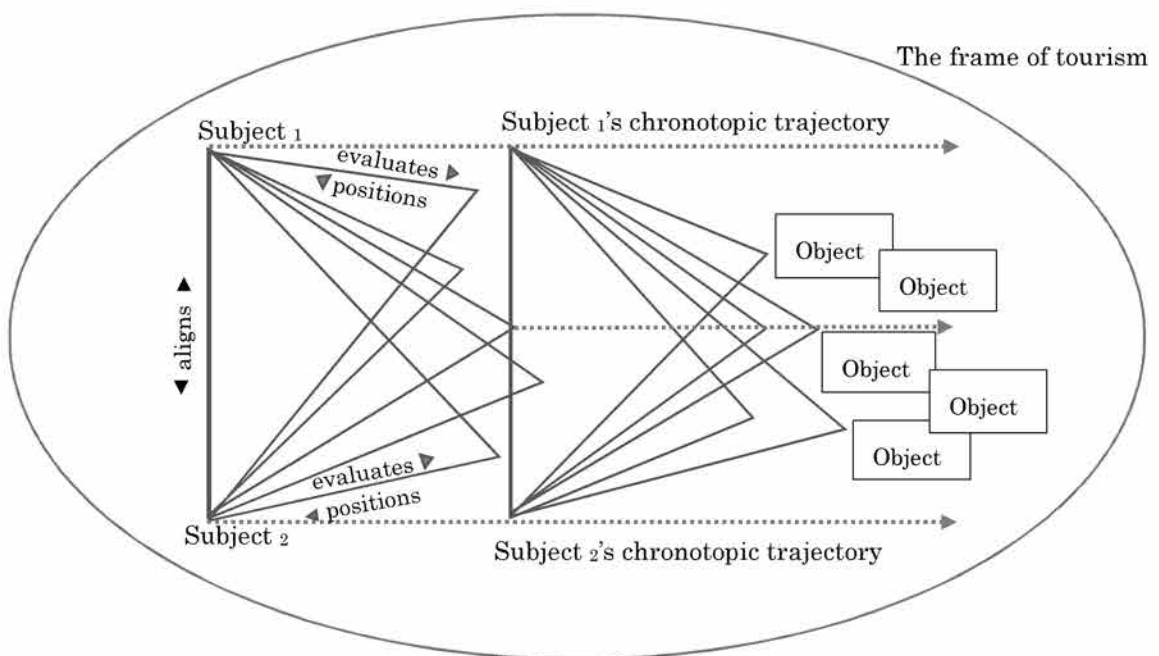 The frame of tourism
Subject 1
Subject 1's chronotopic trajectory
evaluates
positions
Object
Object
aligns
Object
Object
Object
evaluates
positions
Subject 2
Subject 2's chronotopic trajectory